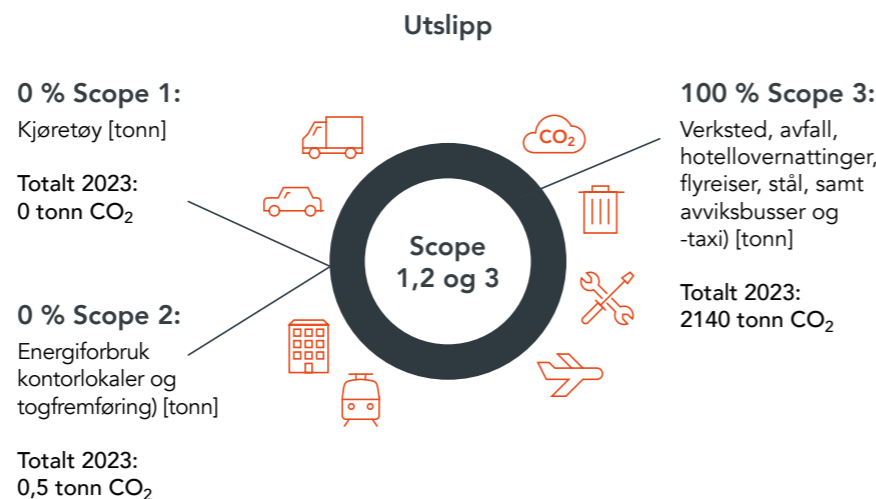 Utslipp
0 % Scope 1:
Kjøretøy [tonn]
Totalt 2023:
0 tonn CO₂
0 % Scope 2:
Energiforbruk
kontorlokaler og
togfremføring) [tonn]
Totalt 2023:
0,5 tonn CO₂
Scope
1,2 og 3
CO₂
100 % Scope 3:
Verksted, avfall,
hotellovernattinger,
flyreiser, stål, samt
avviksbusser og
-taxi) [tonn]
Totalt 2023:
2140 tonn CO₂